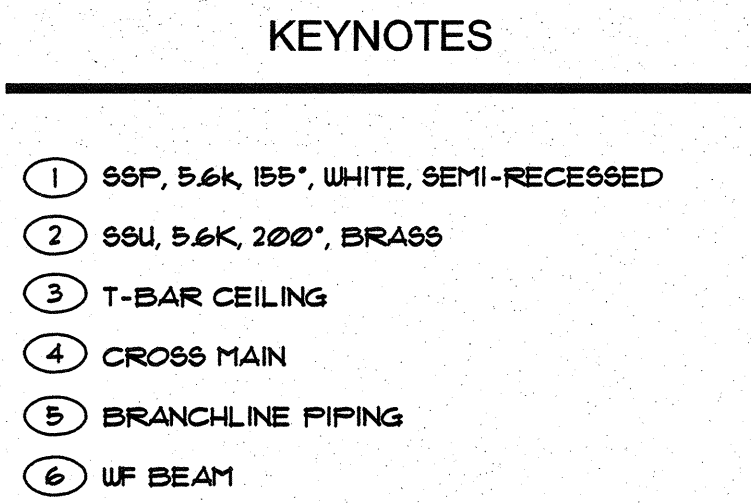 KEYNOTES
1 SSP, 5.6k, 155°, WHITE, SEMI-RECESSED
2 SSU, 5.6K, 200°, BRASS
3 T-BAR CEILING
4 CROSS MAIN
5 BRANCHLINE PIPING
6 WF BEAM